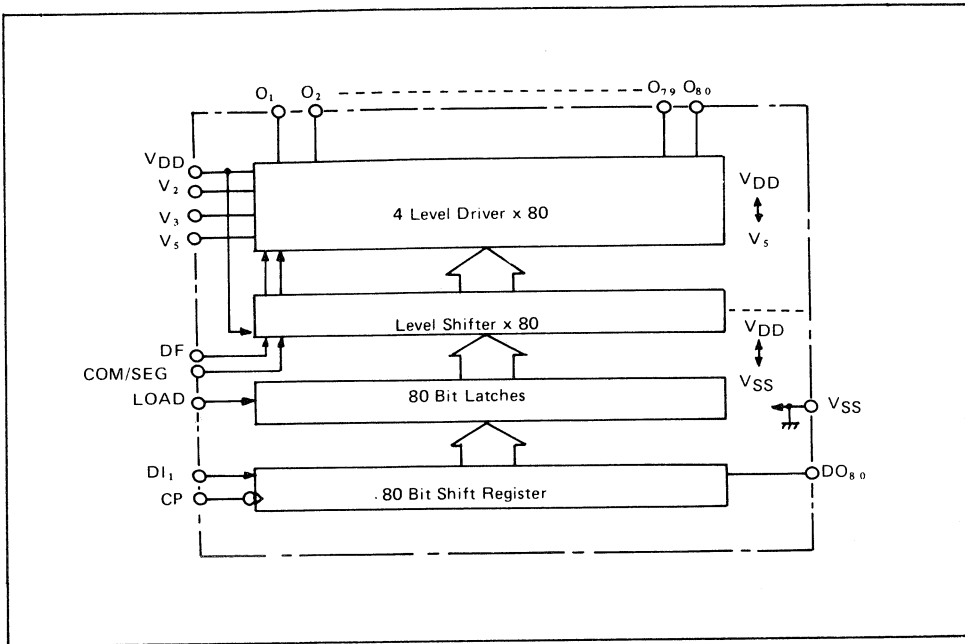 O₁ O₂ O₇₉ O₈₀
VDD
V₂
V₃
V₅
4 Level Driver x 80
VDD
V₅
Level Shifter x 80
VDD
VSS
DF
COM/SEG
LOAD
80 Bit Latches
VSS
DI₁
CP
80 Bit Shift Register
DO₈₀